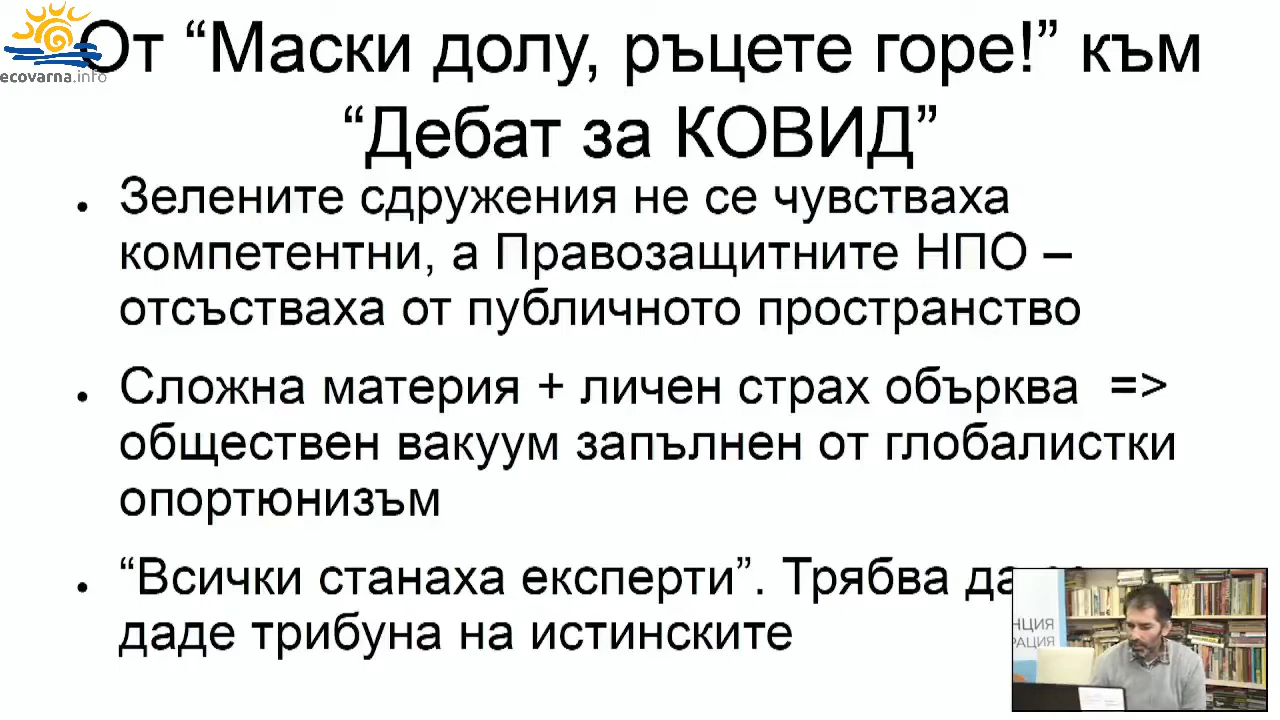 ecovarna.info
От “Маски долу, ръцете горе!” към
“Дебат за КОВИД”
• Зелените сдружения не се чувстваха
компетентни, а Правозащитните НПО –
отсъстваха от публичното пространство
• Сложна материя + личен страх обърква =>
обществен вакуум запълнен от глобалистки
опортюнизъм
• “Всички станаха експерти”. Трябва да
даде трибуна на истинските